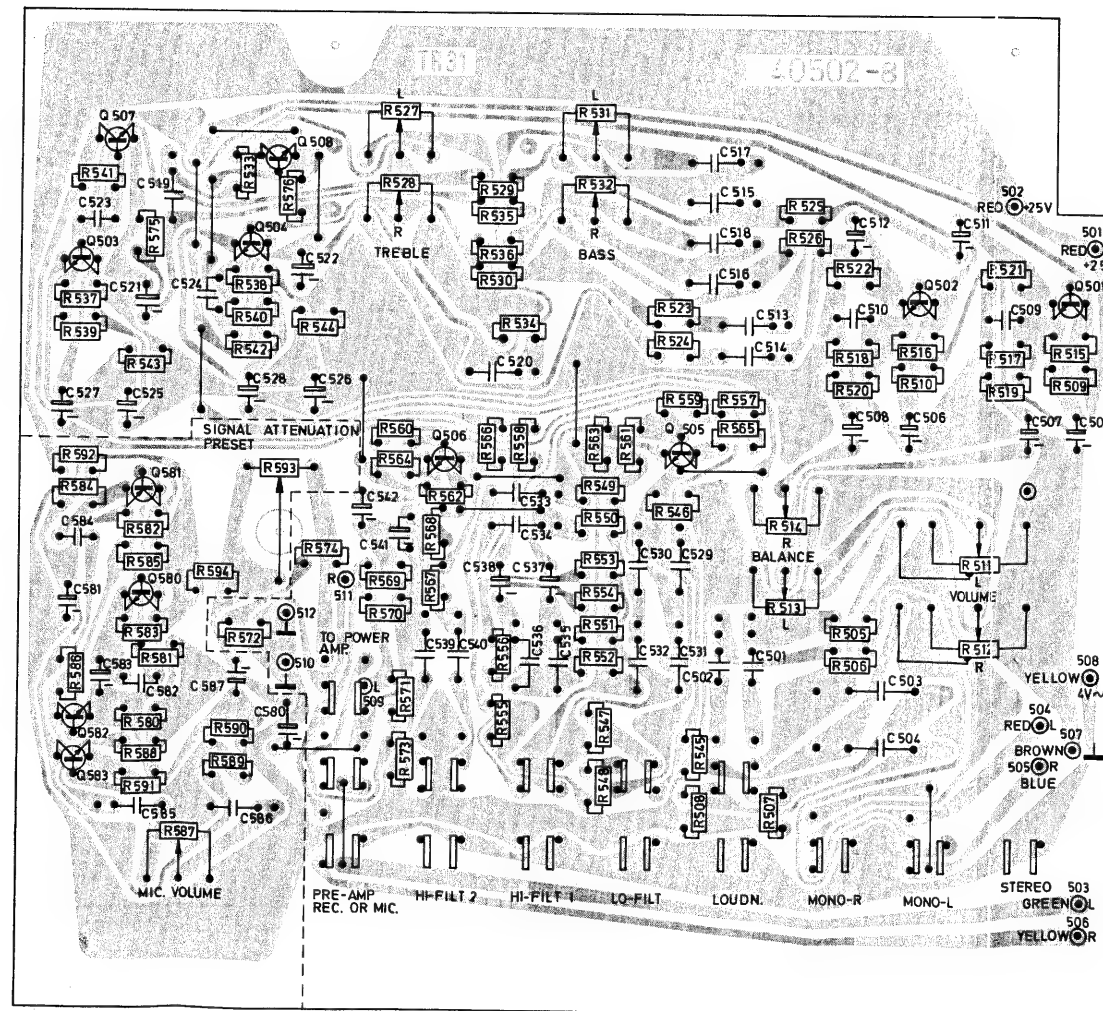 TR31
40502-B
L
R527
L
R531
Q507
Q508
R541
C519
R533
R576
C517
R528
R529
R532
C515
502
RED +25V
C523
R575
R535
R525
C512
C511
R
TREBLE
R
BASS
Q503
Q504
C518
R526
501
RED
+25
C522
R536
R530
C516
R522
R521
Q502
C521
C524
R538
R537
R540
R544
R523
C513
C510
C509
R539
R542
R534
R524
C514
R518
R516
R517
R515
R543
C520
R520
R510
R519
R509
C527
C525
C528
C526
R559
R557
C508
C506
C507
SIGNAL ATTENUATION
PRESET
R560
Q506
R566
R558
R563
R561
Q505
R565
R592
R564
R593
Q581
R584
R562
C542
R549
C533
R546
R582
C584
R550
C534
R514
R
BALANCE
R585
R574
C541
R568
R553
C530
C529
R511
L
VOLUME
Q580
R594
R
511
R569
R567
C538
C537
R554
C581
R570
R513
L
512
R583
R572
TO POWER
AMP.
R551
R505
R581
C539
C540
R556
C536
C535
R552
C532
C531
C501
R506
R512
R
R586
C583
C582
C587
510
L
509
R571
C502
C503
508
YELLOW
4V~
Q582
R580
C580
R555
R547
504
RED L
R588
R590
R573
R545
C504
507
BROWN
Q583
R589
R548
505 R
BLUE
R591
R508
R507
C585
C586
R587
MIC. VOLUME
PRE-AMP
REC. OR MIC.
HI-FILT 2
HI-FILT 1
LO-FILT
LOUDN.
MONO-R
MONO-L
STEREO
503
GREEN L
506
YELLOW R